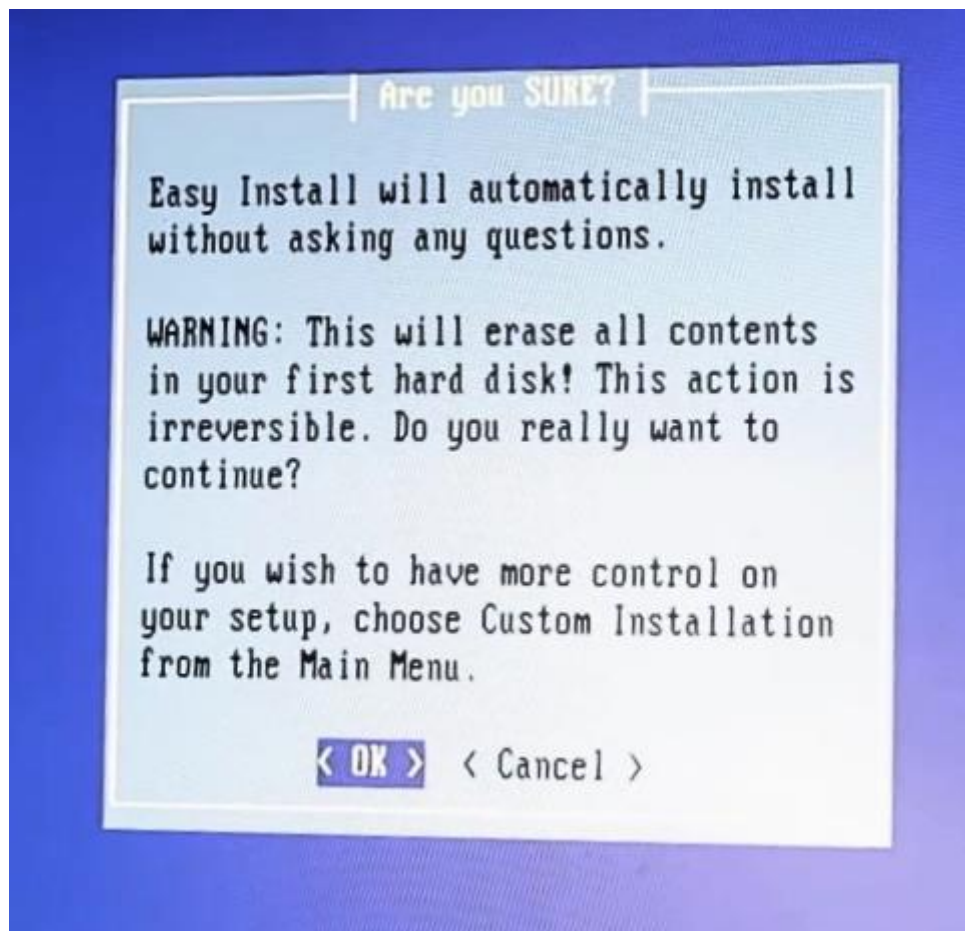 Are you SURE?
Easy Install will automatically install
without asking any questions.
WARNING: This will erase all contents
in your first hard disk! This action is
irreversible. Do you really want to
continue?
If you wish to have more control on
your setup, choose Custom Installation
from the Main Menu.
< OK > < Cancel >